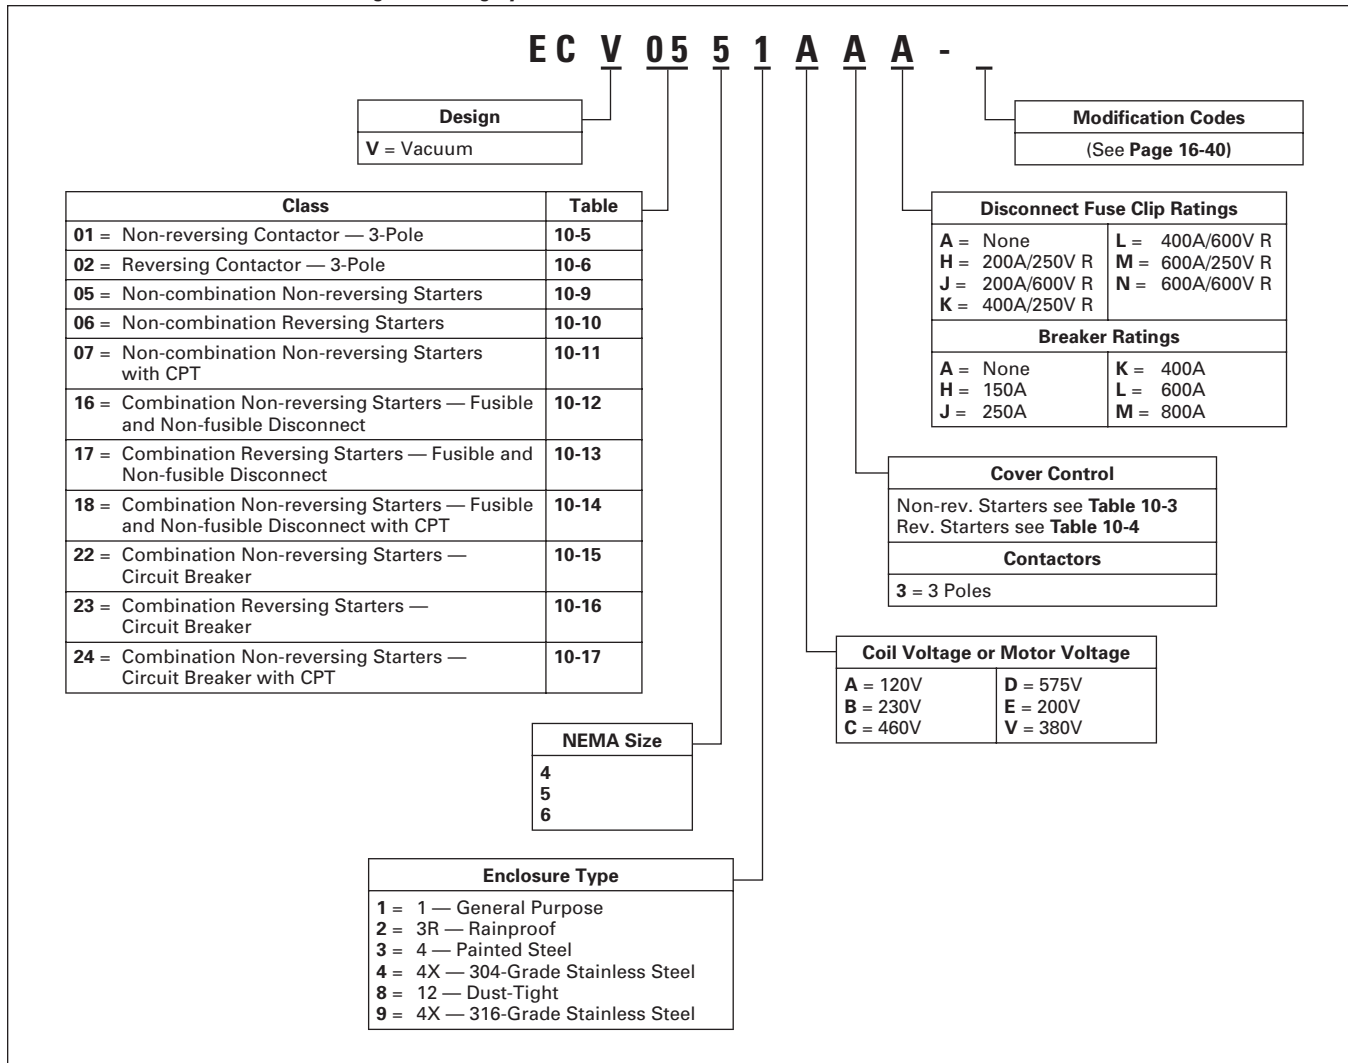 E C V 05 5 1 A A A - _
Design
V = Vacuum
Modification Codes
(See Page 16-40)
Class Table
01 = Non-reversing Contactor — 3-Pole 10-5
02 = Reversing Contactor — 3-Pole 10-6
05 = Non-combination Non-reversing Starters 10-9
06 = Non-combination Reversing Starters 10-10
07 = Non-combination Non-reversing Starters 10-11
with CPT
16 = Combination Non-reversing Starters — Fusible 10-12
and Non-fusible Disconnect
17 = Combination Reversing Starters — Fusible and 10-13
Non-fusible Disconnect
18 = Combination Non-reversing Starters — Fusible 10-14
and Non-fusible Disconnect with CPT
22 = Combination Non-reversing Starters — 10-15
Circuit Breaker
23 = Combination Reversing Starters — 10-16
Circuit Breaker
24 = Combination Non-reversing Starters — 10-17
Circuit Breaker with CPT
Disconnect Fuse Clip Ratings
A = None L = 400A/600V R
H = 200A/250V R M = 600A/250V R
J = 200A/600V R N = 600A/600V R
K = 400A/250V R
Breaker Ratings
A = None K = 400A
H = 150A L = 600A
J = 250A M = 800A
Cover Control
Non-rev. Starters see Table 10-3
Rev. Starters see Table 10-4
Contactors
3 = 3 Poles
Coil Voltage or Motor Voltage
A = 120V D = 575V
B = 230V E = 200V
C = 460V V = 380V
NEMA Size
4
5
6
Enclosure Type
1 = 1 — General Purpose
2 = 3R — Rainproof
3 = 4 — Painted Steel
4 = 4X — 304-Grade Stainless Steel
8 = 12 — Dust-Tight
9 = 4X — 316-Grade Stainless Steel